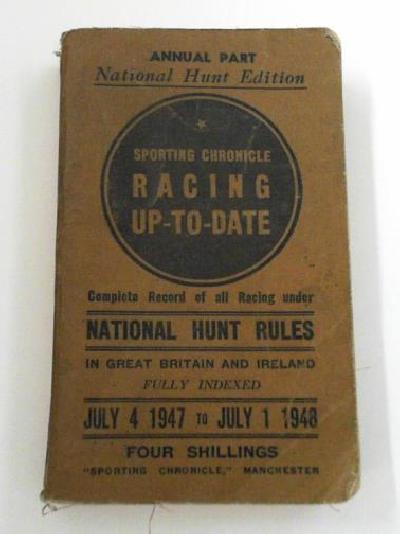 ANNUAL PART
National Hunt Edition
SPORTING CHRONICLE
RACING
UP-TO-DATE
Complete Record of all Racing under
NATIONAL HUNT RULES
IN GREAT BRITAIN AND IRELAND
FULLY INDEXED
JULY 4 1947 TO JULY 1 1948
FOUR SHILLINGS
"SPORTING CHRONICLE," MANCHESTER